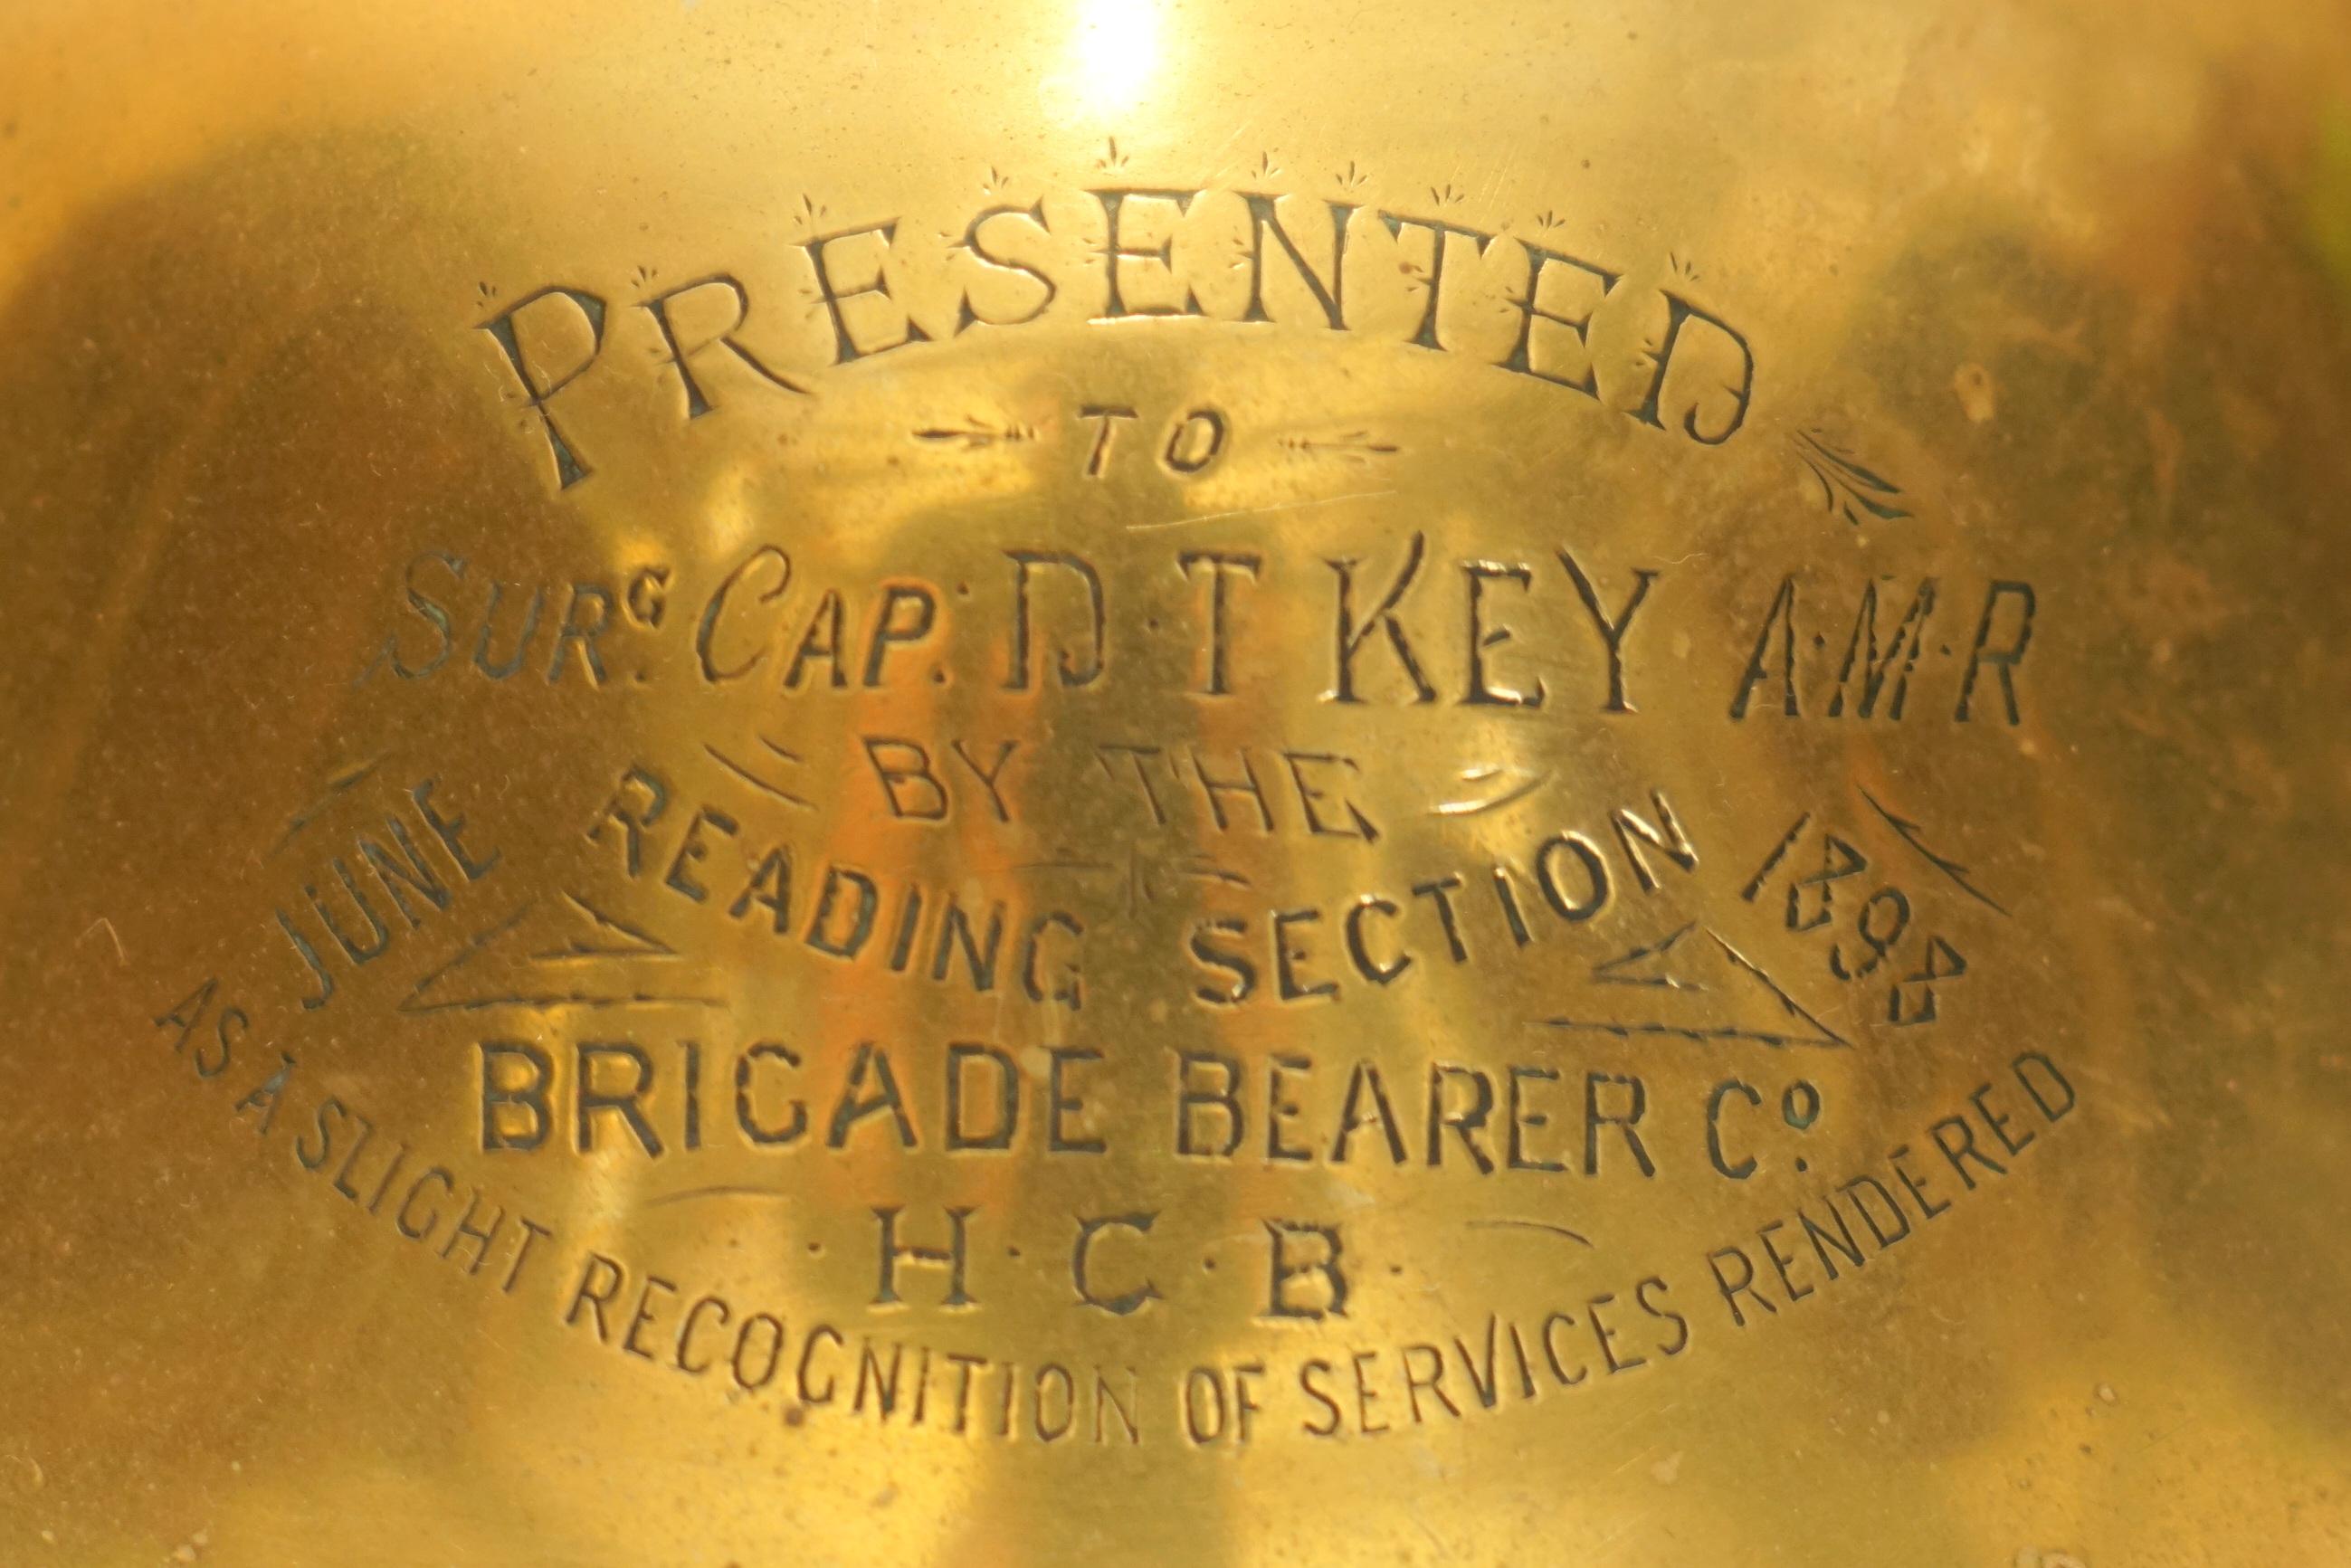 PRESENTED
TO
SURG. CAP. D. T KEY A.M.R
BY THE
READING SECTION
JUNE 1898
BRIGADE BEARER Co.
.H.C.B.
AS A SLIGHT RECOGNITION OF SERVICES RENDERED